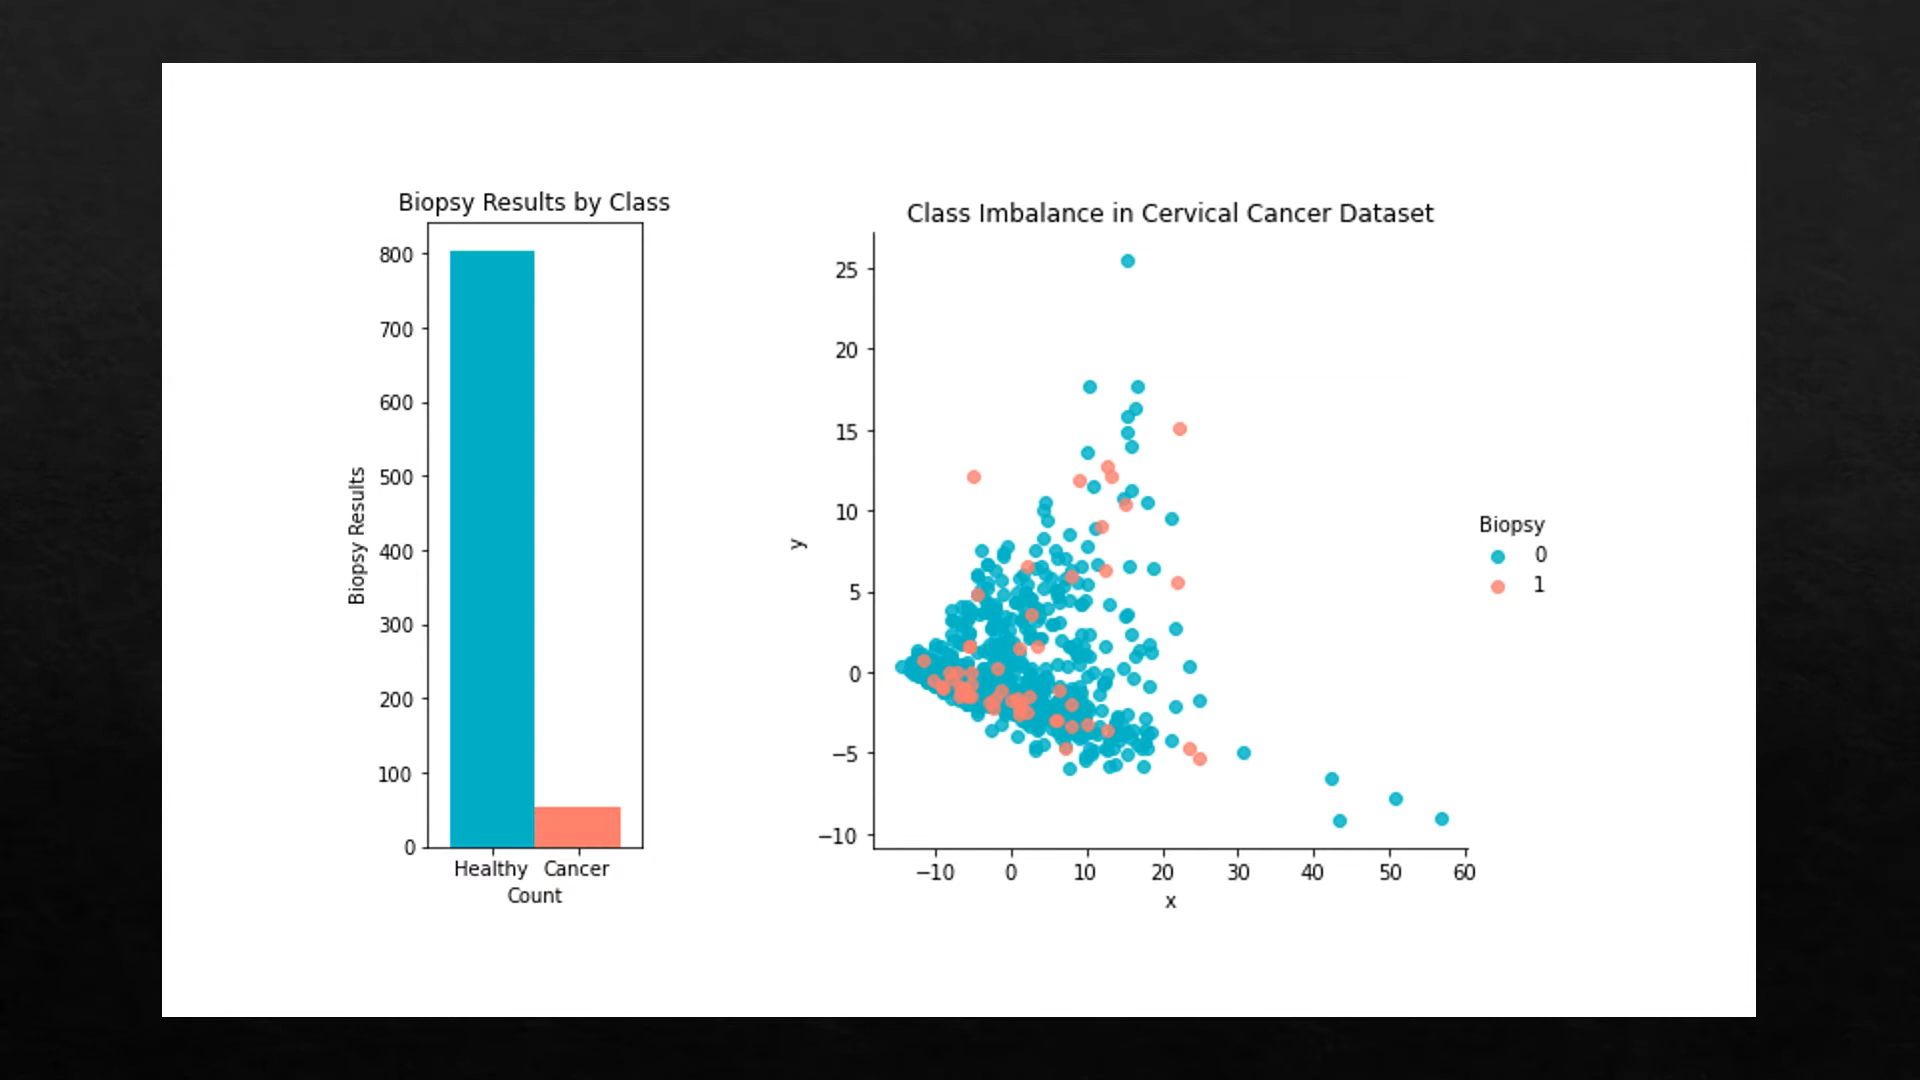 Biopsy Results by Class
800
700
600
500
400
300
200
100
0
Biopsy Results
Healthy Cancer
Count
Class Imbalance in Cervical Cancer Dataset
25
20
15
10
5
0
−5
−10
y
−10 0 10 20 30 40 50 60
x
Biopsy
0
1